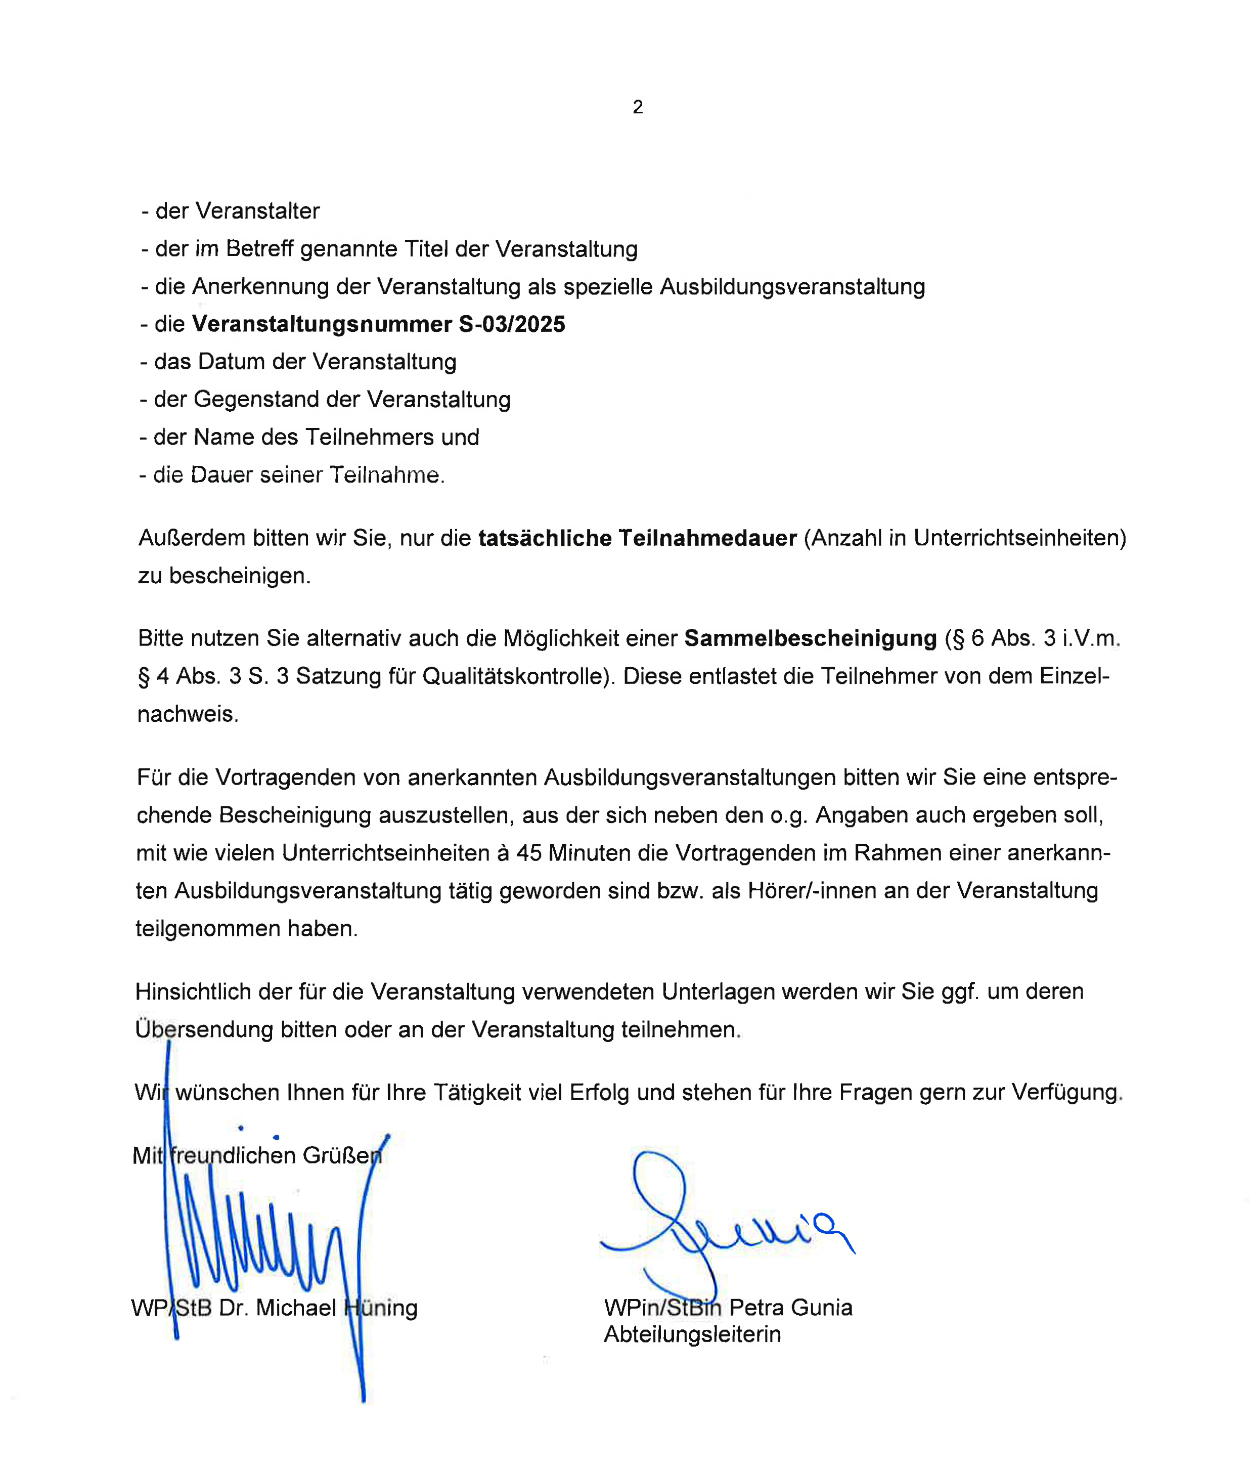 2
- der Veranstalter
- der im Betreff genannte Titel der Veranstaltung
- die Anerkennung der Veranstaltung als spezielle Ausbildungsveranstaltung
- die Veranstaltungsnummer S-03/2025
- das Datum der Veranstaltung
- der Gegenstand der Veranstaltung
- der Name des Teilnehmers und
- die Dauer seiner Teilnahme.
Außerdem bitten wir Sie, nur die tatsächliche Teilnahmedauer (Anzahl in Unterrichtseinheiten)
zu bescheinigen.
Bitte nutzen Sie alternativ auch die Möglichkeit einer Sammelbescheinigung (§ 6 Abs. 3 i.V.m.
§ 4 Abs. 3 S. 3 Satzung für Qualitätskontrolle). Diese entlastet die Teilnehmer von dem Einzel-
nachweis.
Für die Vortragenden von anerkannten Ausbildungsveranstaltungen bitten wir Sie eine entspre-
chende Bescheinigung auszustellen, aus der sich neben den o.g. Angaben auch ergeben soll,
mit wie vielen Unterrichtseinheiten à 45 Minuten die Vortragenden im Rahmen einer anerkann-
ten Ausbildungsveranstaltung tätig geworden sind bzw. als Hörer/-innen an der Veranstaltung
teilgenommen haben.
Hinsichtlich der für die Veranstaltung verwendeten Unterlagen werden wir Sie ggf. um deren
Übersendung bitten oder an der Veranstaltung teilnehmen.
Wir wünschen Ihnen für Ihre Tätigkeit viel Erfolg und stehen für Ihre Fragen gern zur Verfügung.
Mit freundlichen Grüßen
WP/StB Dr. Michael Hüning
WPin/StBin Petra Gunia
Abteilungsleiterin